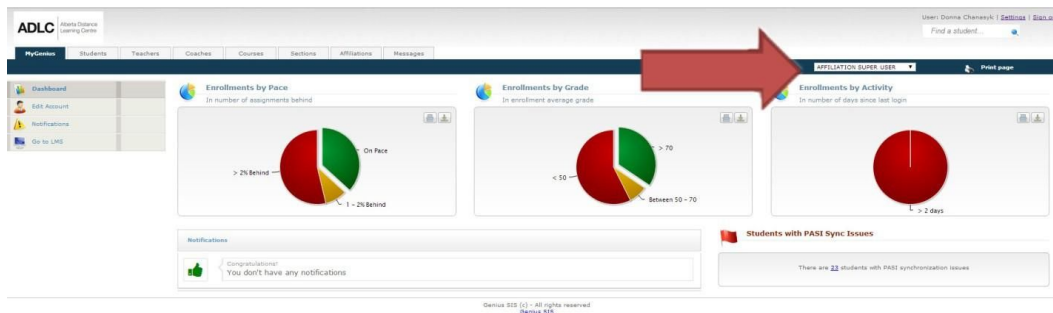 ADLC Alberta Distance Learning Centre
User: Donna Chanasyk | Settings | Sign o
Find a student...
MyGenius Students Teachers Coaches Courses Sections Affiliations Messages
AFFILIATION SUPER USER Print page
Dashboard
Edit Account
Notifications
Go to LMS
Enrollments by Pace
In number of assignments behind
On Pace
> 2% Behind
1 - 2% Behind
Enrollments by Grade
In enrollment average grade
> 70
< 50
Between 50 - 70
Enrollments by Activity
In number of days since last login
> 2 days
Notifications
Congratulations!
You don't have any notifications
Students with PASI Sync Issues
There are 23 students with PASI synchronization issues
Genius SIS (c) - All rights reserved
Genius SIS